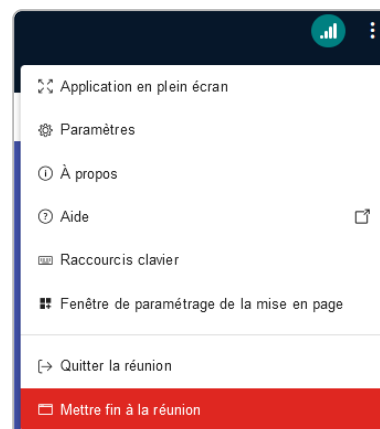 Application en plein écran
Paramètres
À propos
Aide
Raccourcis clavier
Fenêtre de paramétrage de la mise en page
Quitter la réunion
Mettre fin à la réunion